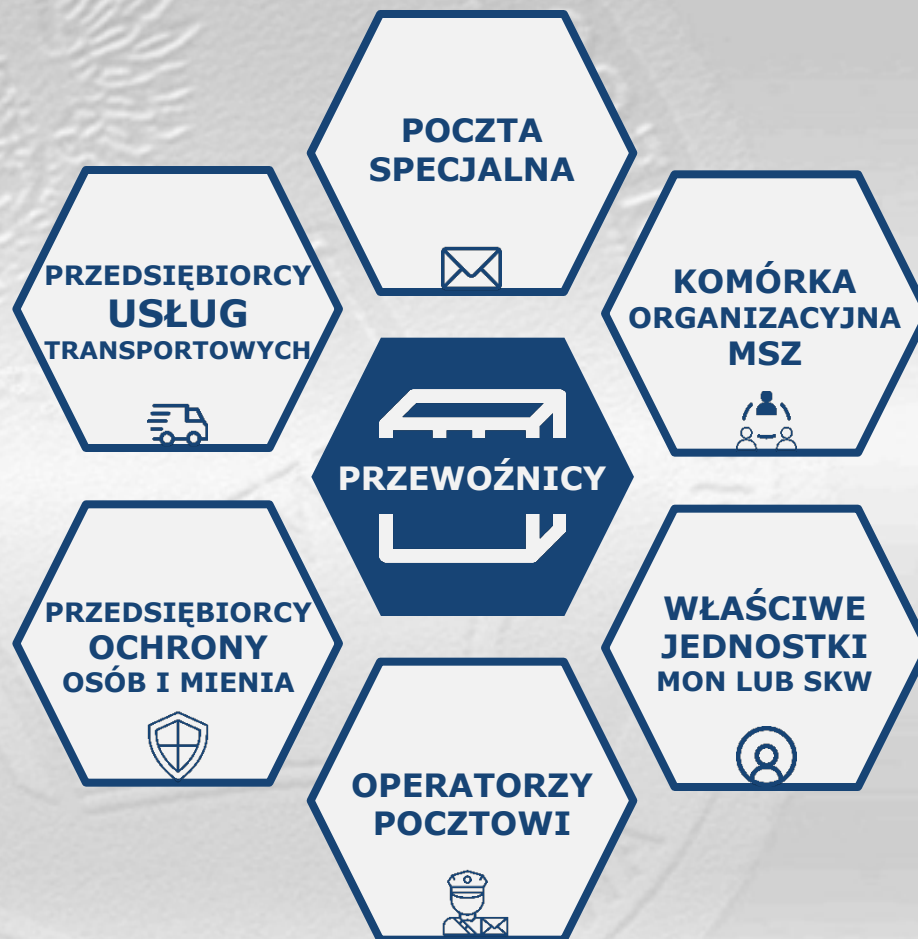 POCZTA
SPECJALNA
PRZEDSIĘBIORCY
USŁUG
TRANSPORTOWYCH
KOMÓRKA
ORGANIZACYJNA
MSZ
PRZEWOŹNICY
PRZEDSIĘBIORCY
OCHRONY
OSÓB I MIENIA
WŁAŚCIWE
JEDNOSTKI
MON LUB SKW
OPERATORZY
POCZTOWI